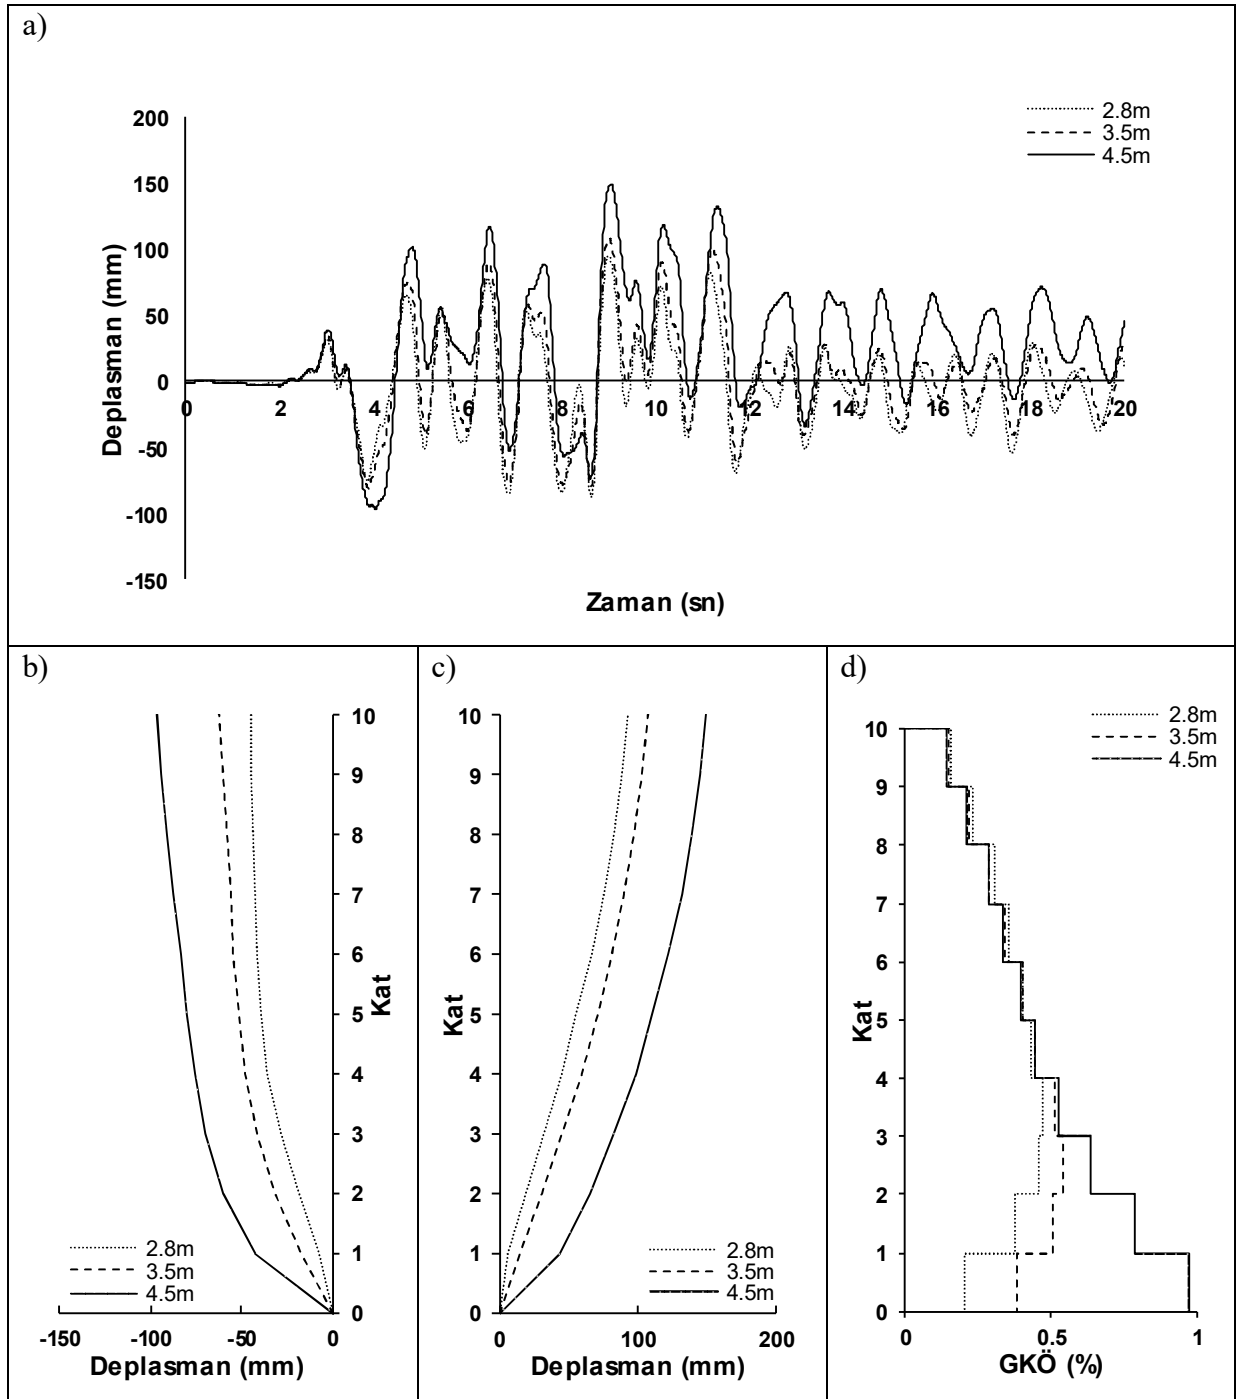 a)
200
150
100
50
0
-50
-100
-150
Deplasman (mm)
0 2 4 6 8 10 12 14 16 18 20
Zaman (sn)
2.8m
3.5m
4.5m
b)
10
9
8
7
6
5
4
3
2
1
0
Kat
2.8m
3.5m
4.5m
-150 -100 -50 0
Deplasman (mm)
c)
10
9
8
7
6
5
4
3
2
1
0
Kat
2.8m
3.5m
4.5m
0 100 200
Deplasman (mm)
d)
2.8m
3.5m
4.5m
10
9
8
7
6
5
4
3
2
1
0
Kat
0 0.5 1
GKÖ (%)